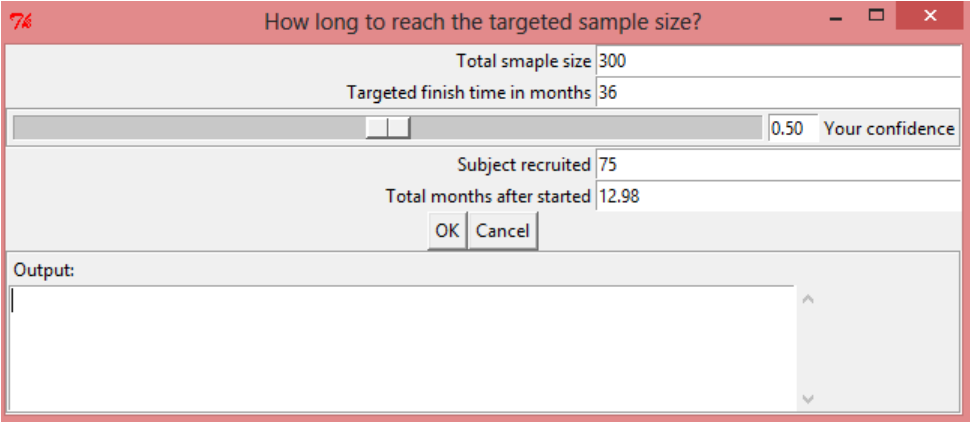 How long to reach the targeted sample size?
Total smaple size 300
Targeted finish time in months 36
0.50 Your confidence
Subject recruited 75
Total months after started 12.98
OK Cancel
Output: